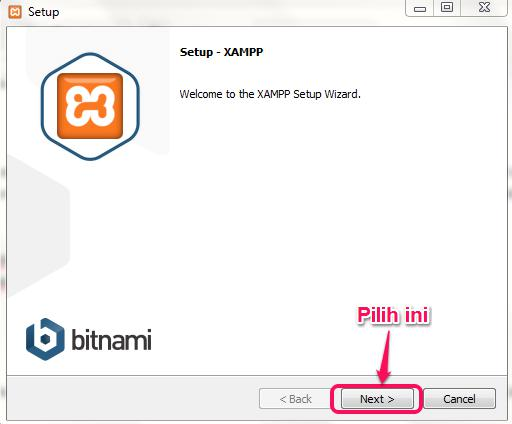 Setup
Setup - XAMPP
Welcome to the XAMPP Setup Wizard.
bitnami
Pilih ini
< Back
Next >
Cancel